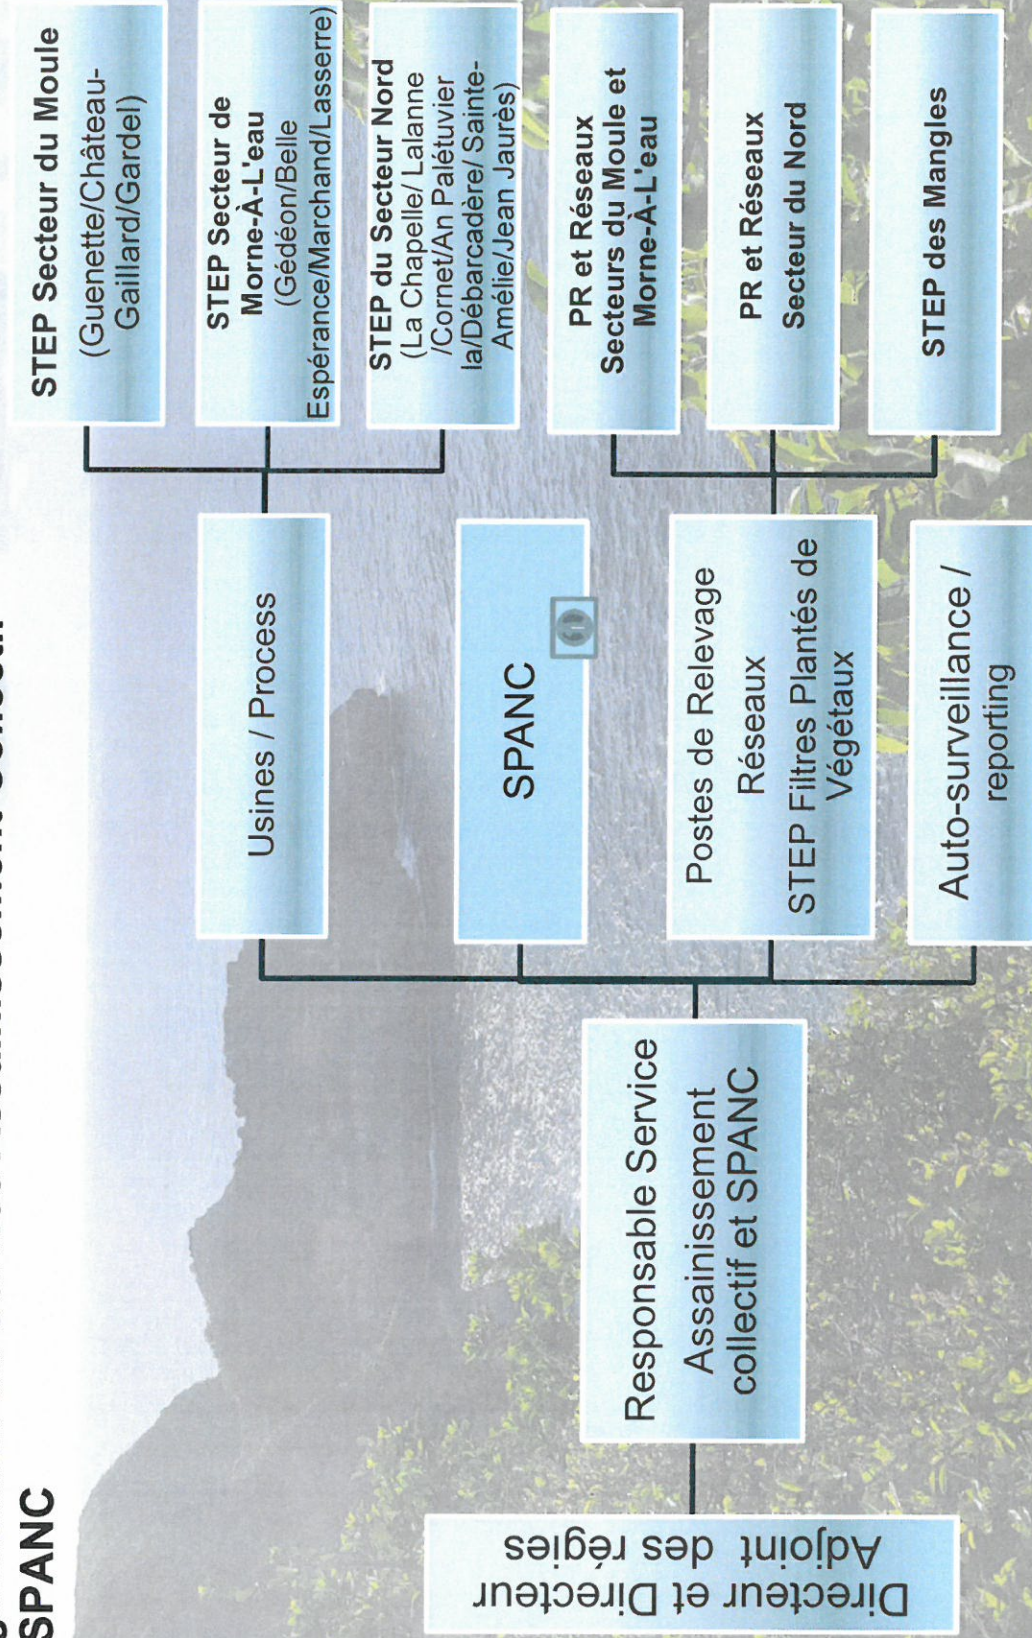 SPANC
Directeur et Directeur
Adjoint des régies
Responsable Service
Assainissement
collectif et SPANC
Usines / Process
SPANC
Postes de Relevage
Réseaux
STEP Filtres Plantés de
Végétaux
Auto-surveillance /
reporting
STEP Secteur du Moule
(Guenette/Château-
Gaillard/Gardel)
STEP Secteur de
Morne-À-L'eau
(Gédéon/Belle
Espérance/Marchand/Lasserre)
STEP du Secteur Nord
(La Chapelle/ Lalanne
/Cornet/An Palétuvier
la/Débarcadère/ Sainte-
Amélie/Jean Jaurès)
PR et Réseaux
Secteurs du Moule et
Morne-À-L'eau
PR et Réseaux
Secteur du Nord
STEP des Mangles